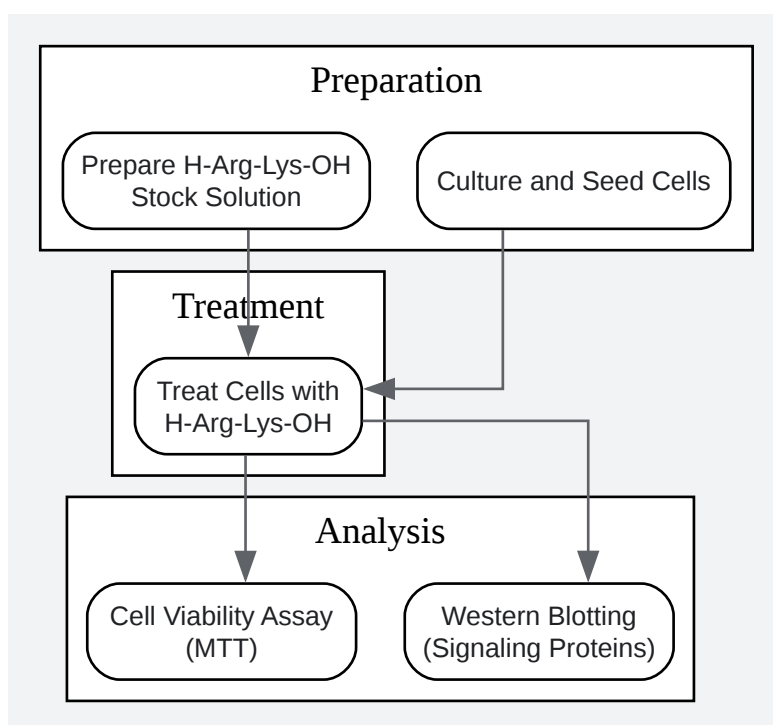 Preparation
Prepare H-Arg-Lys-OH
Stock Solution
Culture and Seed Cells
Treatment
Treat Cells with
H-Arg-Lys-OH
Analysis
Cell Viability Assay
(MTT)
Western Blotting
(Signaling Proteins)